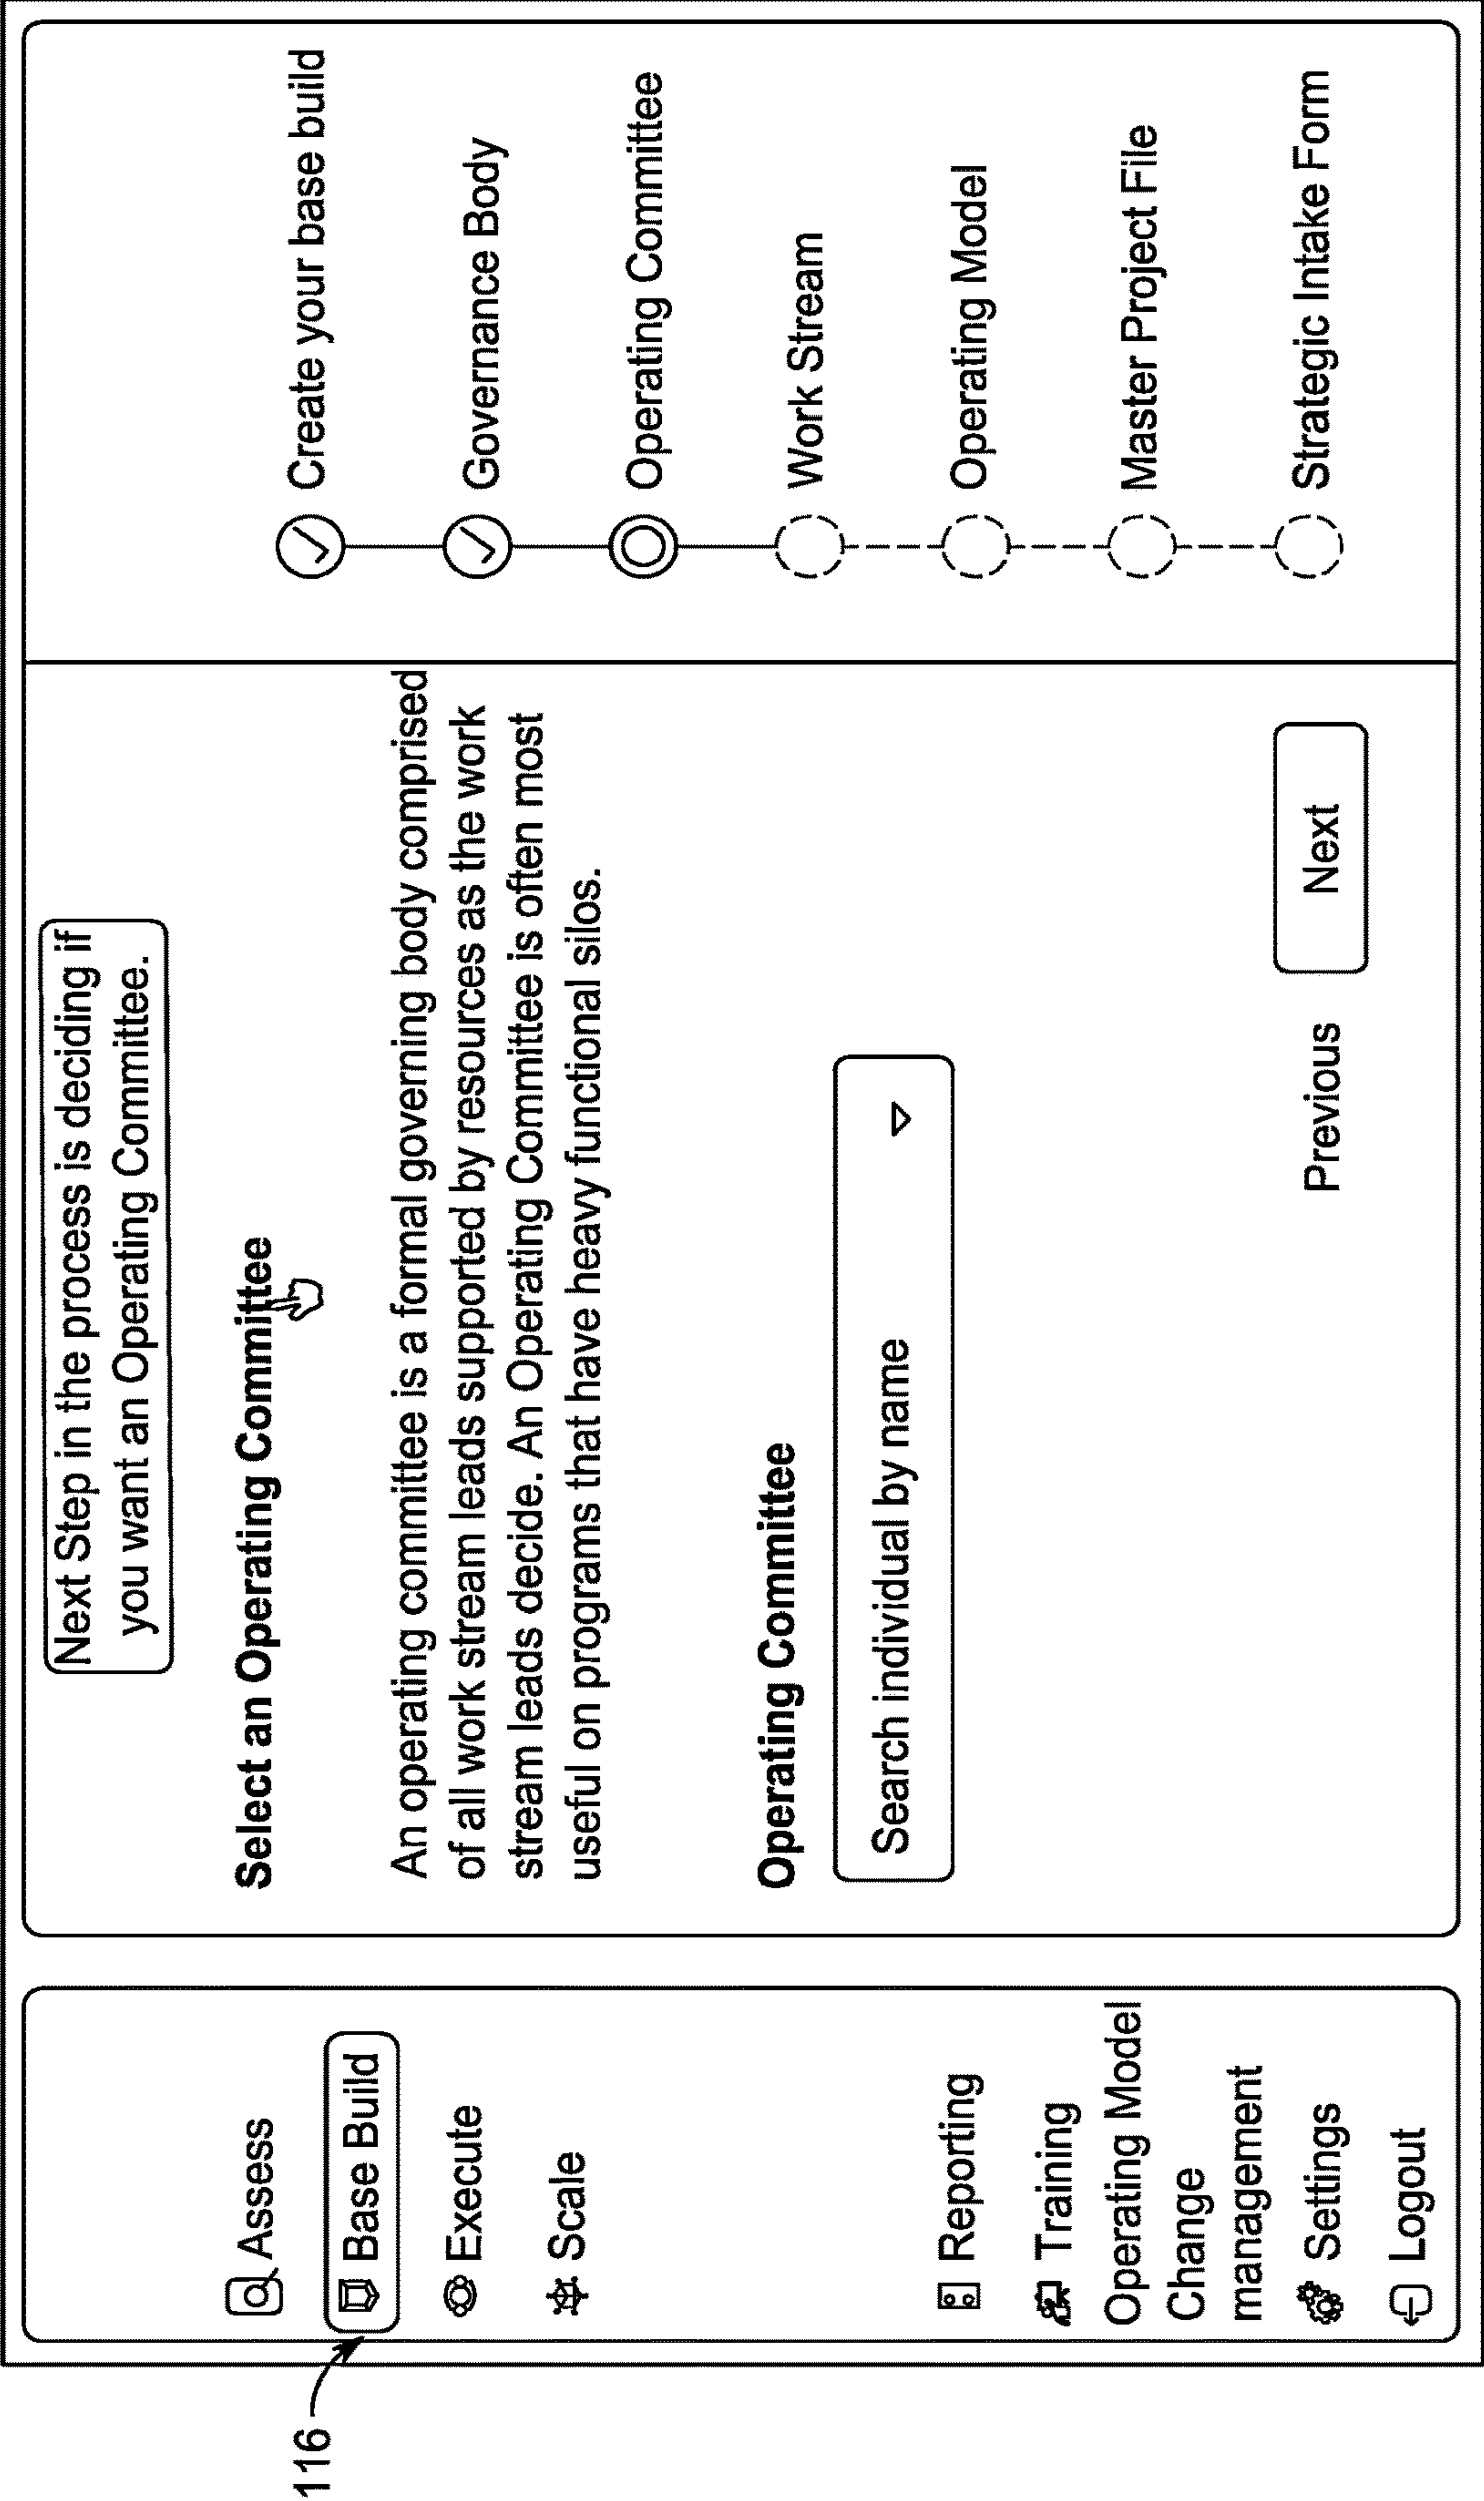 116
Assess
Base Build
Execute
Scale
Reporting
Training
Operating Model
Change
management
Settings
Logout
Next Step in the process is deciding if
you want an Operating Committee.
Select an Operating Committee
An operating committee is a formal governing body comprised
of all work stream leads supported by resources as the work
stream leads decide. An Operating Committee is often most
useful on programs that have heavy functional silos.
Operating Committee
Search individual by name
Previous
Next
Create your base build
Governance Body
Operating Committee
Work Stream
Operating Model
Master Project File
Strategic Intake Form